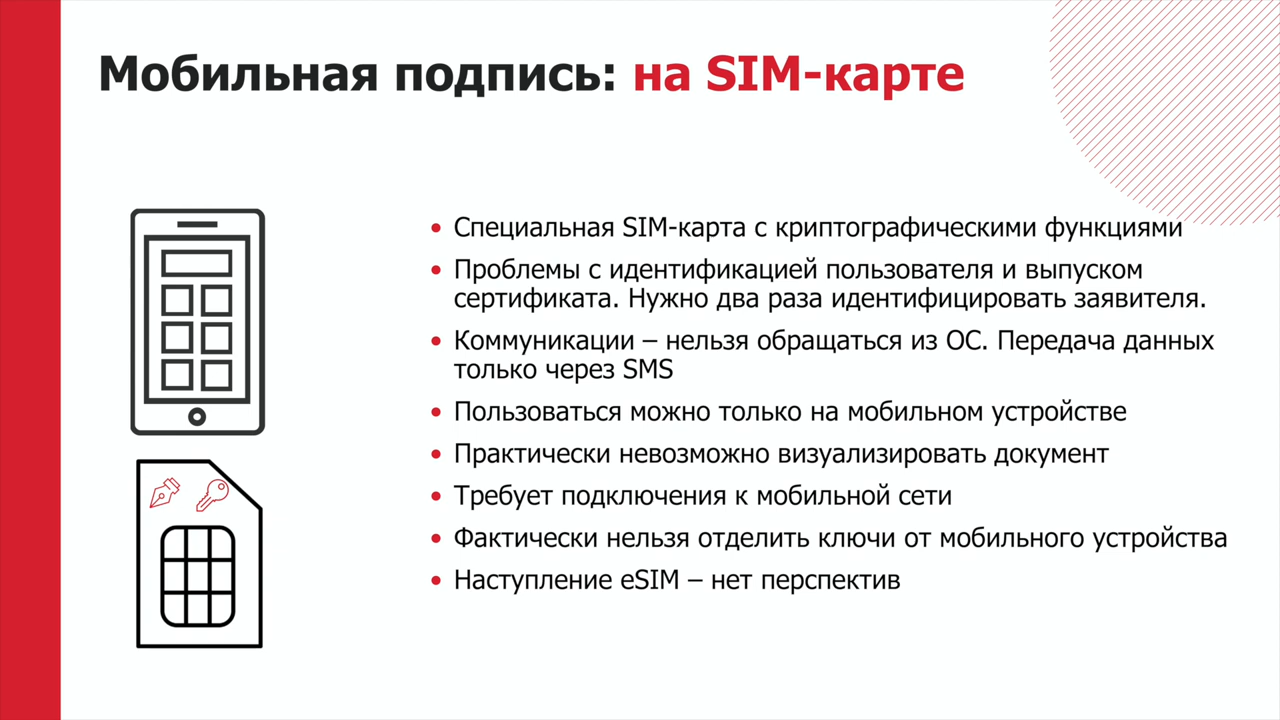 Мобильная подпись: на SIM-карте
• Специальная SIM-карта с криптографическими функциями
• Проблемы с идентификацией пользователя и выпуском
сертификата. Нужно два раза идентифицировать заявителя.
• Коммуникации – нельзя обращаться из ОС. Передача данных
только через SMS
• Пользоваться можно только на мобильном устройстве
• Практически невозможно визуализировать документ
• Требует подключения к мобильной сети
• Фактически нельзя отделить ключи от мобильного устройства
• Наступление eSIM – нет перспектив